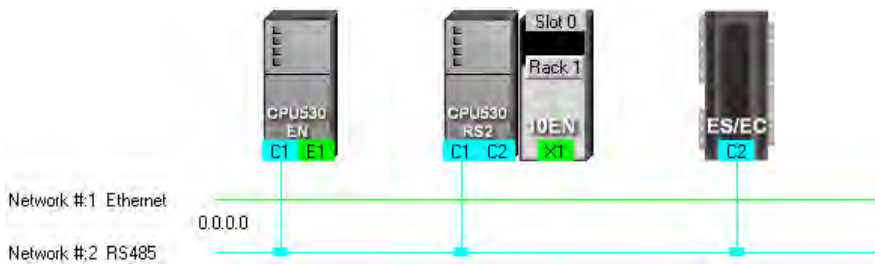 Slot 0
Rack 1
CPU530
EN
CPU530
RS2
10EN
ES/EC
C1 E1
C1 C2
X1
C2
Network #:1 Ethernet
0.0.0.0
Network #:2 RS485